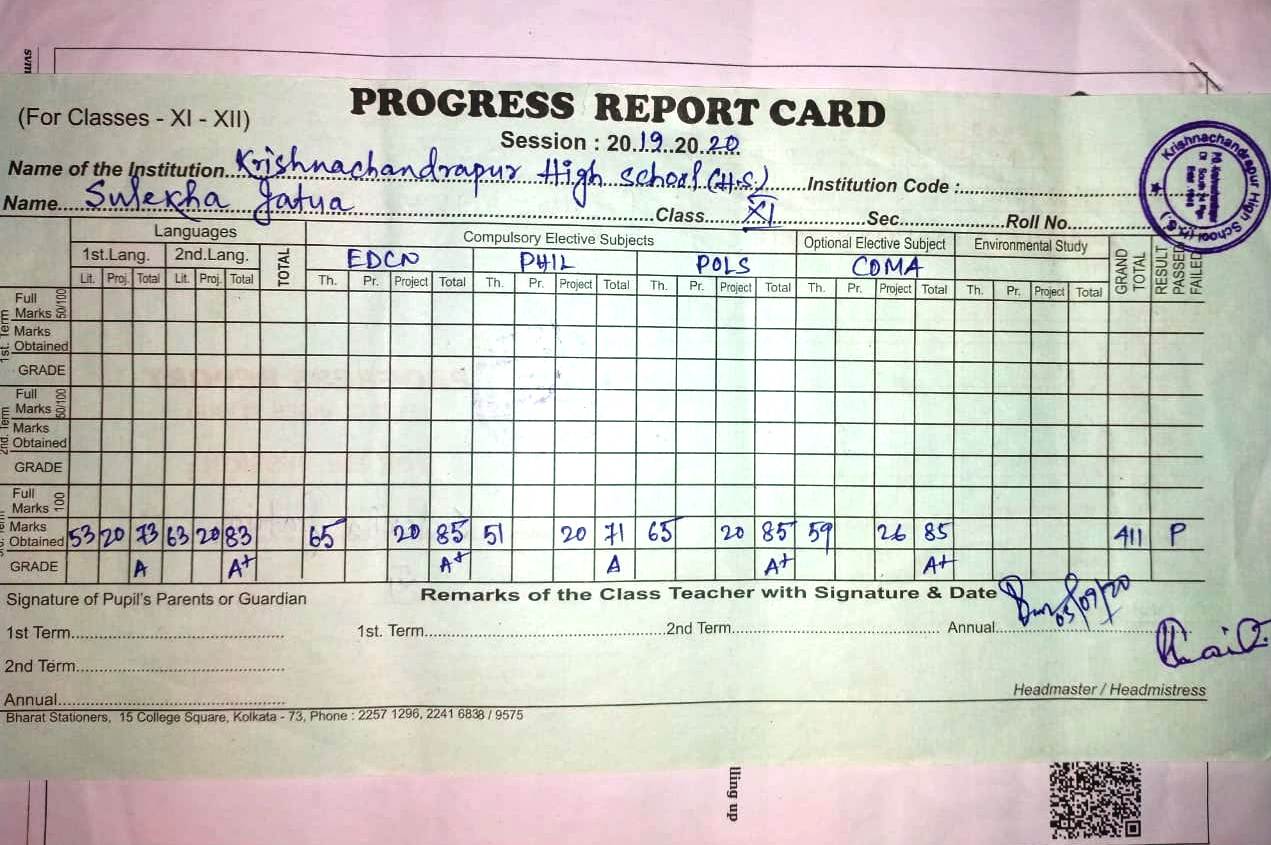 svm
PROGRESS REPORT CARD
(For Classes - XI - XII)
Session : 2019..2020
Name of the Institution...Krishnachandrapur High School (H.S.).......Institution Code :
Name....Sulekha Jatua....Class....XI....Sec....Roll No....
Krishnachandrapur High School (H.S.)
Languages Compulsory Elective Subjects Optional Elective Subject Environmental Study
1st.Lang. 2nd.Lang. TOTAL EDCN PHIL POLS COMA GRAND TOTAL RESULT PASSED FAILED
Lit. Proj. Total Lit. Proj. Total Th. Pr. Project Total Th. Pr. Project Total Th. Pr. Project Total Th. Pr. Project Total Th. Pr. Project Total
1st. Term
Full Marks 50/100
Marks Obtained
GRADE
2nd. Term
Full Marks 50/100
Marks Obtained
GRADE
Full Marks 100
Marks Obtained 53 20 73 63 20 83 65 20 85 51 20 71 65 20 85 59 26 85 411 P
GRADE A A+ A+ A A+ A+
Signature of Pupil's Parents or Guardian Remarks of the Class Teacher with Signature & Date
03/09/20
1st Term.... 1st. Term....2nd Term.... Annual....
2nd Term....
Annual.... Headmaster / Headmistress
Bharat Stationers, 15 College Square, Kolkata - 73, Phone : 2257 1296, 2241 6838 / 9575
lling up